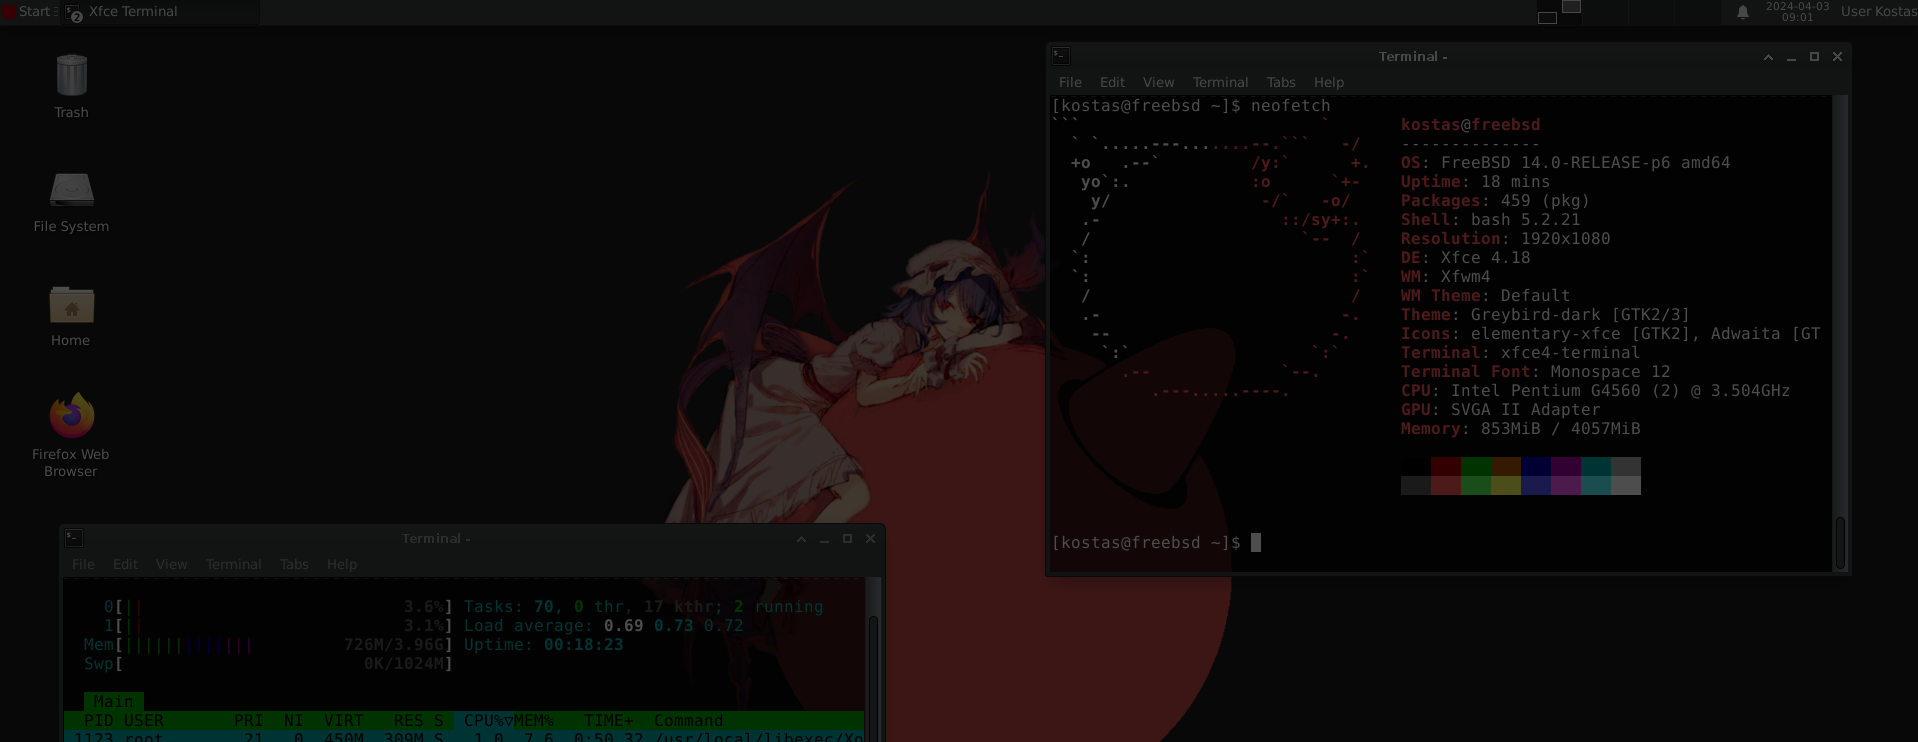 Start
2
Xfce Terminal
2024-04-03
09:01
User Kostas
Trash
File System
Home
Firefox Web
Browser
Terminal -
File Edit View Terminal Tabs Help
[kostas@freebsd ~]$ neofetch
kostas@freebsd
--------------
OS: FreeBSD 14.0-RELEASE-p6 amd64
Uptime: 18 mins
Packages: 459 (pkg)
Shell: bash 5.2.21
Resolution: 1920x1080
DE: Xfce 4.18
WM: Xfwm4
WM Theme: Default
Theme: Greybird-dark [GTK2/3]
Icons: elementary-xfce [GTK2], Adwaita [GT
Terminal: xfce4-terminal
Terminal Font: Monospace 12
CPU: Intel Pentium G4560 (2) @ 3.504GHz
GPU: SVGA II Adapter
Memory: 853MiB / 4057MiB
[kostas@freebsd ~]$
Terminal -
File Edit View Terminal Tabs Help
0[|| 3.6%] Tasks: 70, 0 thr, 17 kthr; 2 running
1[|| 3.1%] Load average: 0.69 0.73 0.72
Mem[||||||||||||| 726M/3.96G] Uptime: 00:18:23
Swp[ 0K/1024M]
Main
PID USER PRI NI VIRT RES S CPU%▽MEM% TIME+ Command
1123 root 21 0 450M 309M S 1.0 7.6 0:50.32 /usr/local/libexec/Xo